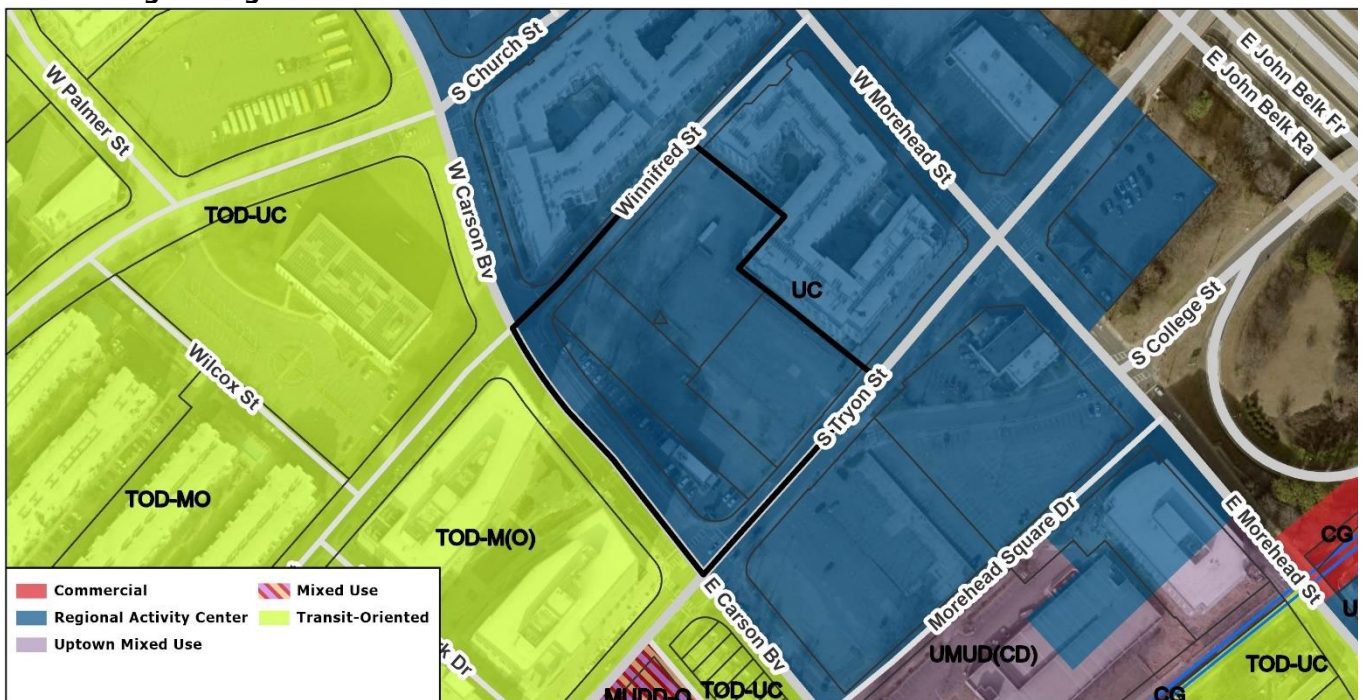 S Church St
E John Belk Fr
E John Belk Ra
W Palmer St
W Morehead St
Winnifred St
W Carson Bv
TOD-UC
UC
S College St
Wilcox St
S Tryon St
TOD-MO
TOD-M(O)
Morehead Square Dr
E Morehead St
CG
E Carson Bv
UMUD(CD)
TOD-UC
MUDD-O
TOD-UC
CG
Commercial
Mixed Use
Regional Activity Center
Transit-Oriented
Uptown Mixed Use